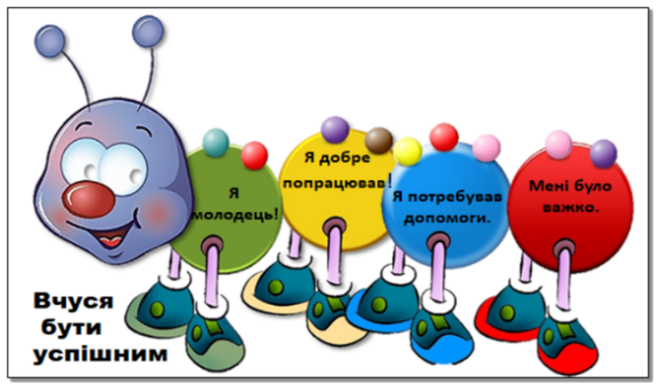 Я
молодець!
Я добре
попрацював!
Я потребував
допомоги.
Мені було
важко.
Вчуся
бути
успішним